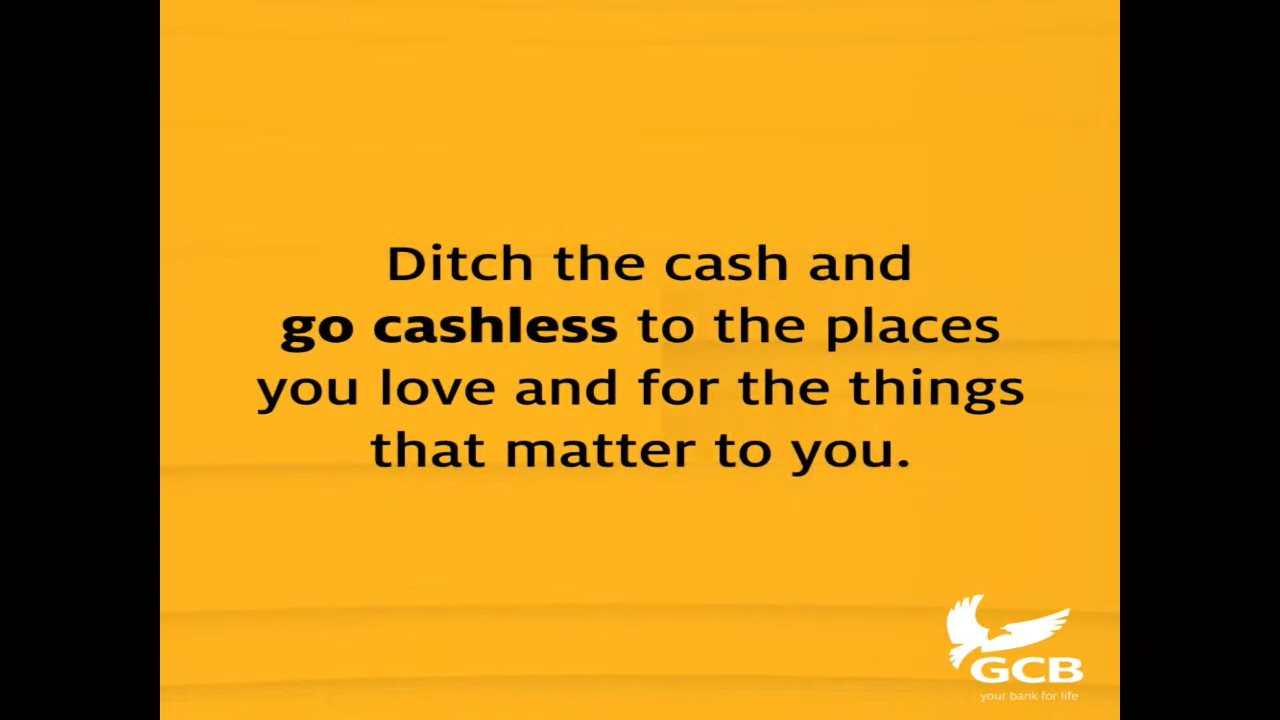 Ditch the cash and
go cashless to the places
you love and for the things
that matter to you.
GCB
your bank for life